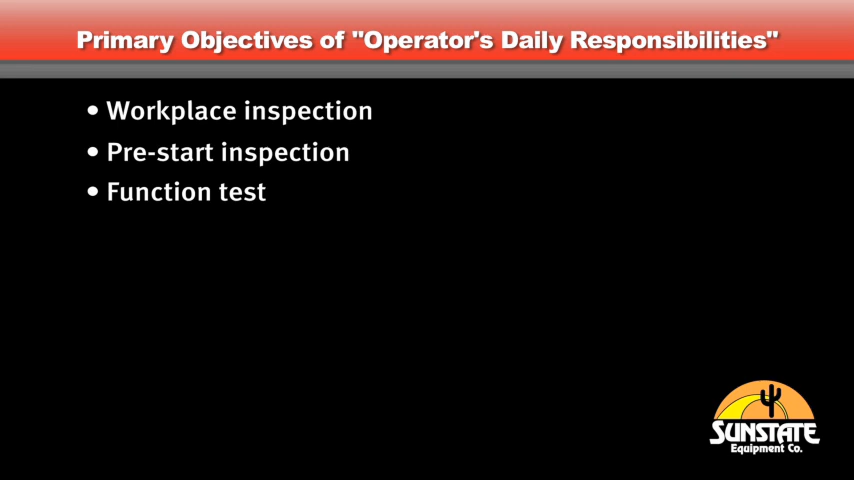 Primary Objectives of "Operator's Daily Responsibilities"
• Workplace inspection
• Pre-start inspection
• Function test
SUNSTATE
Equipment Co.